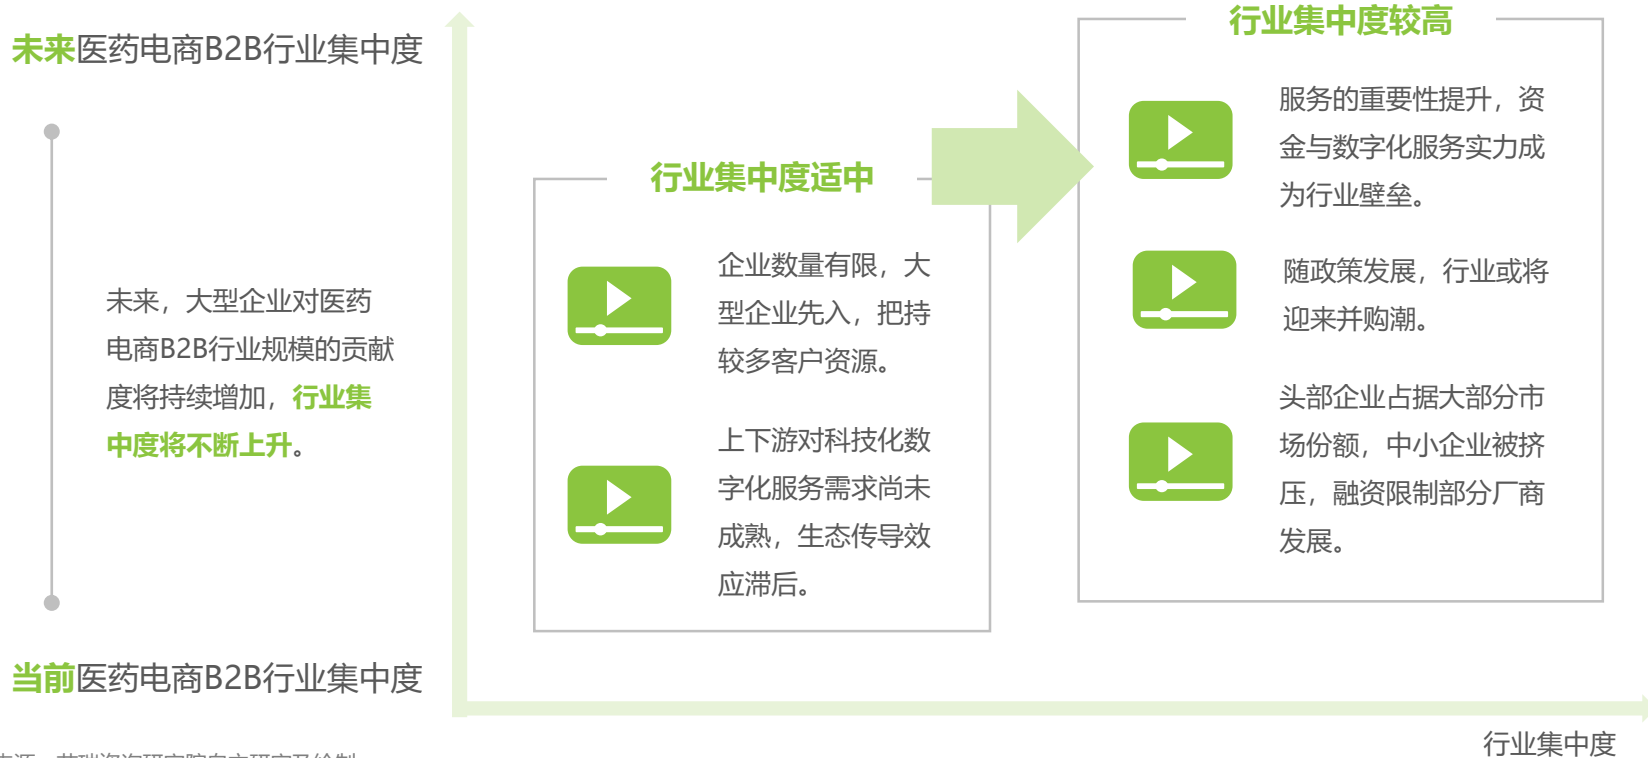 未来医药电商B2B行业集中度
未来，大型企业对医药
电商B2B行业规模的贡献
度将持续增加，行业集
中度将不断上升。
当前医药电商B2B行业集中度
行业集中度适中
企业数量有限，大
型企业先入，把持
较多客户资源。
上下游对科技化数
字化服务需求尚未
成熟，生态传导效
应滞后。
行业集中度较高
服务的重要性提升，资
金与数字化服务实力成
为行业壁垒。
随政策发展，行业或将
迎来并购潮。
头部企业占据大部分市
场份额，中小企业被挤
压，融资限制部分厂商
发展。
行业集中度